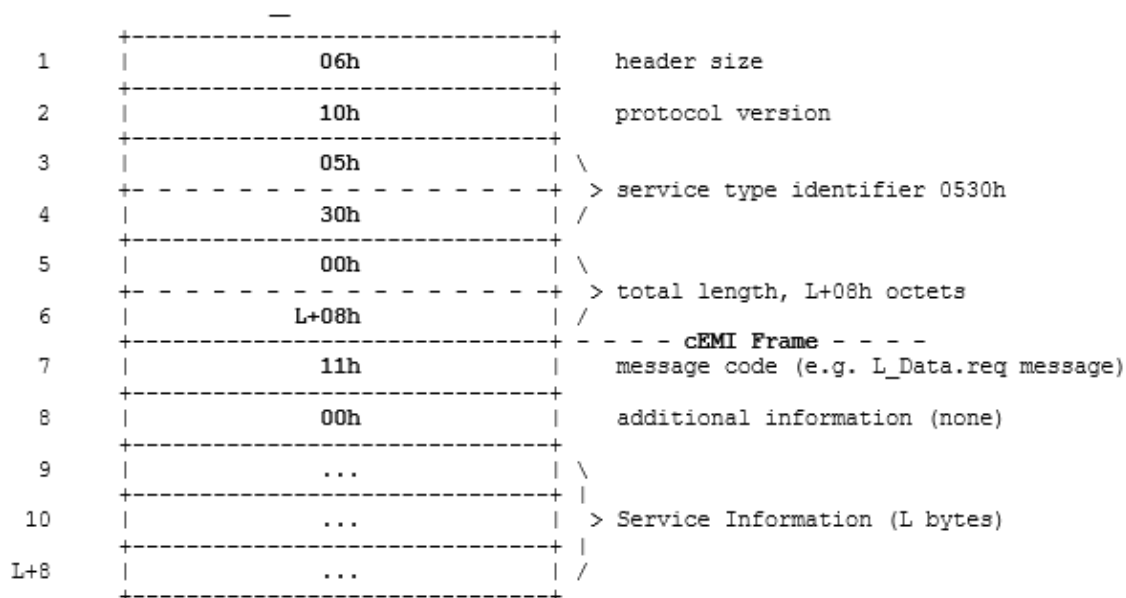 +-------------------------------+
1 | 06h | header size
+-------------------------------+
2 | 10h | protocol version
+-------------------------------+
3 | 05h | \
+- - - - - - - - - - - - - - - -+ > service type identifier 0530h
4 | 30h | /
+-------------------------------+
5 | 00h | \
+- - - - - - - - - - - - - - - -+ > total length, L+08h octets
6 | L+08h | /
+-------------------------------+ - - - - cEMI Frame - - - -
7 | 11h | message code (e.g. L_Data.req message)
+-------------------------------+
8 | 00h | additional information (none)
+-------------------------------+
9 | ... | \
+-------------------------------+ |
10 | ... | > Service Information (L bytes)
+-------------------------------+ |
L+8 | ... | /
+-------------------------------+